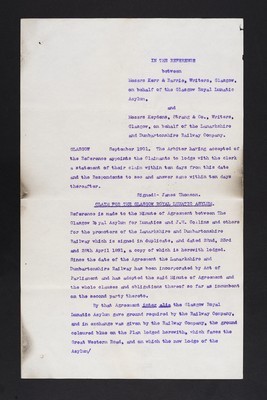 IN THE REFERENCE
between
Messrs Kerr & Harris, Writers, Glasgow,
on behalf of the Glasgow Royal Lunatic
Asylum,
and
Messrs Keydens, Strang & Co., Writers,
Glasgow, on behalf of the Lanarkshire
and Dumbartonshire Railway Company.
GLASGOW September 1901. The Arbiter having accepted of
the Reference appoints the Claimants to lodge with the clerk
a statement of their claim within ten days from this date
and the Respondents to see and answer same within ten days
thereafter.
Signed:- James Thomson.
CLAIM FOR THE GLASGOW ROYAL LUNATIC ASYLUM.
Reference is made to the Minute of Agreement between The
Glasgow Royal Asylum for Lunatics and J.C. and
others for the promoters of the Lanarkshire and Dumbartonshire
Railway which is signed in duplicate, and dated 22nd, 23rd
and 25th April 1891, a copy of which is herewith lodged.
Since the date of the Agreement the Lanarkshire and
Dumbartonshire Railway has been incorporated by Act of
Parliament and has adopted the said Minute of Agreement and
the whole clauses and obligations thereof so far as incumbent
on the second party thereto.
By that Agreement inter alia the Glasgow Royal
Lunatic Asylum gave ground required by the Railway Company,
and in exchange was given by the Railway Company, the ground
coloured blue on the Plan lodged herewith, which faces the
Great Western Road, and on which the new lodge of the
Asylum/